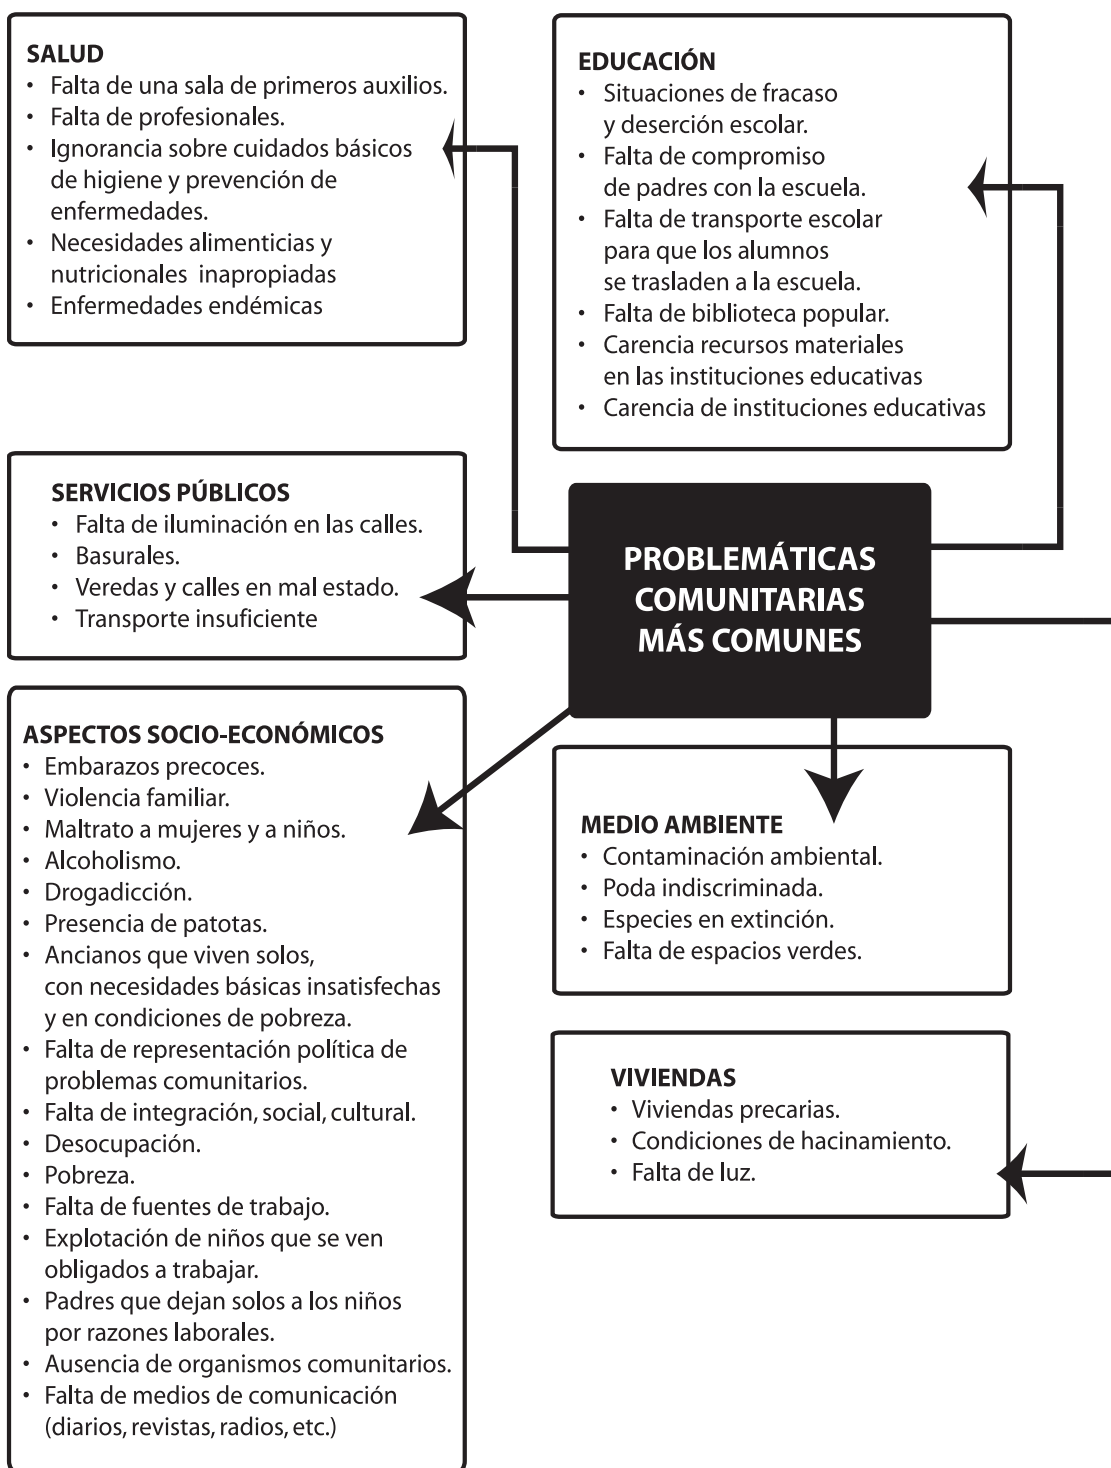 SALUD
• Falta de una sala de primeros auxilios.
• Falta de profesionales.
• Ignorancia sobre cuidados básicos
de higiene y prevención de
enfermedades.
• Necesidades alimenticias y
nutricionales inapropiadas
• Enfermedades endémicas
EDUCACIÓN
• Situaciones de fracaso
y deserción escolar.
• Falta de compromiso
de padres con la escuela.
• Falta de transporte escolar
para que los alumnos
se trasladen a la escuela.
• Falta de biblioteca popular.
• Carencia recursos materiales
en las instituciones educativas
• Carencia de instituciones educativas
SERVICIOS PÚBLICOS
• Falta de iluminación en las calles.
• Basurales.
• Veredas y calles en mal estado.
• Transporte insuficiente
PROBLEMÁTICAS
COMUNITARIAS
MÁS COMUNES
ASPECTOS SOCIO-ECONÓMICOS
• Embarazos precoces.
• Violencia familiar.
• Maltrato a mujeres y a niños.
• Alcoholismo.
• Drogadicción.
• Presencia de patotas.
• Ancianos que viven solos,
con necesidades básicas insatisfechas
y en condiciones de pobreza.
• Falta de representación política de
problemas comunitarios.
• Falta de integración, social, cultural.
• Desocupación.
• Pobreza.
• Falta de fuentes de trabajo.
• Explotación de niños que se ven
obligados a trabajar.
• Padres que dejan solos a los niños
por razones laborales.
• Ausencia de organismos comunitarios.
• Falta de medios de comunicación
(diarios, revistas, radios, etc.)
MEDIO AMBIENTE
• Contaminación ambiental.
• Poda indiscriminada.
• Especies en extinción.
• Falta de espacios verdes.
VIVIENDAS
• Viviendas precarias.
• Condiciones de hacinamiento.
• Falta de luz.